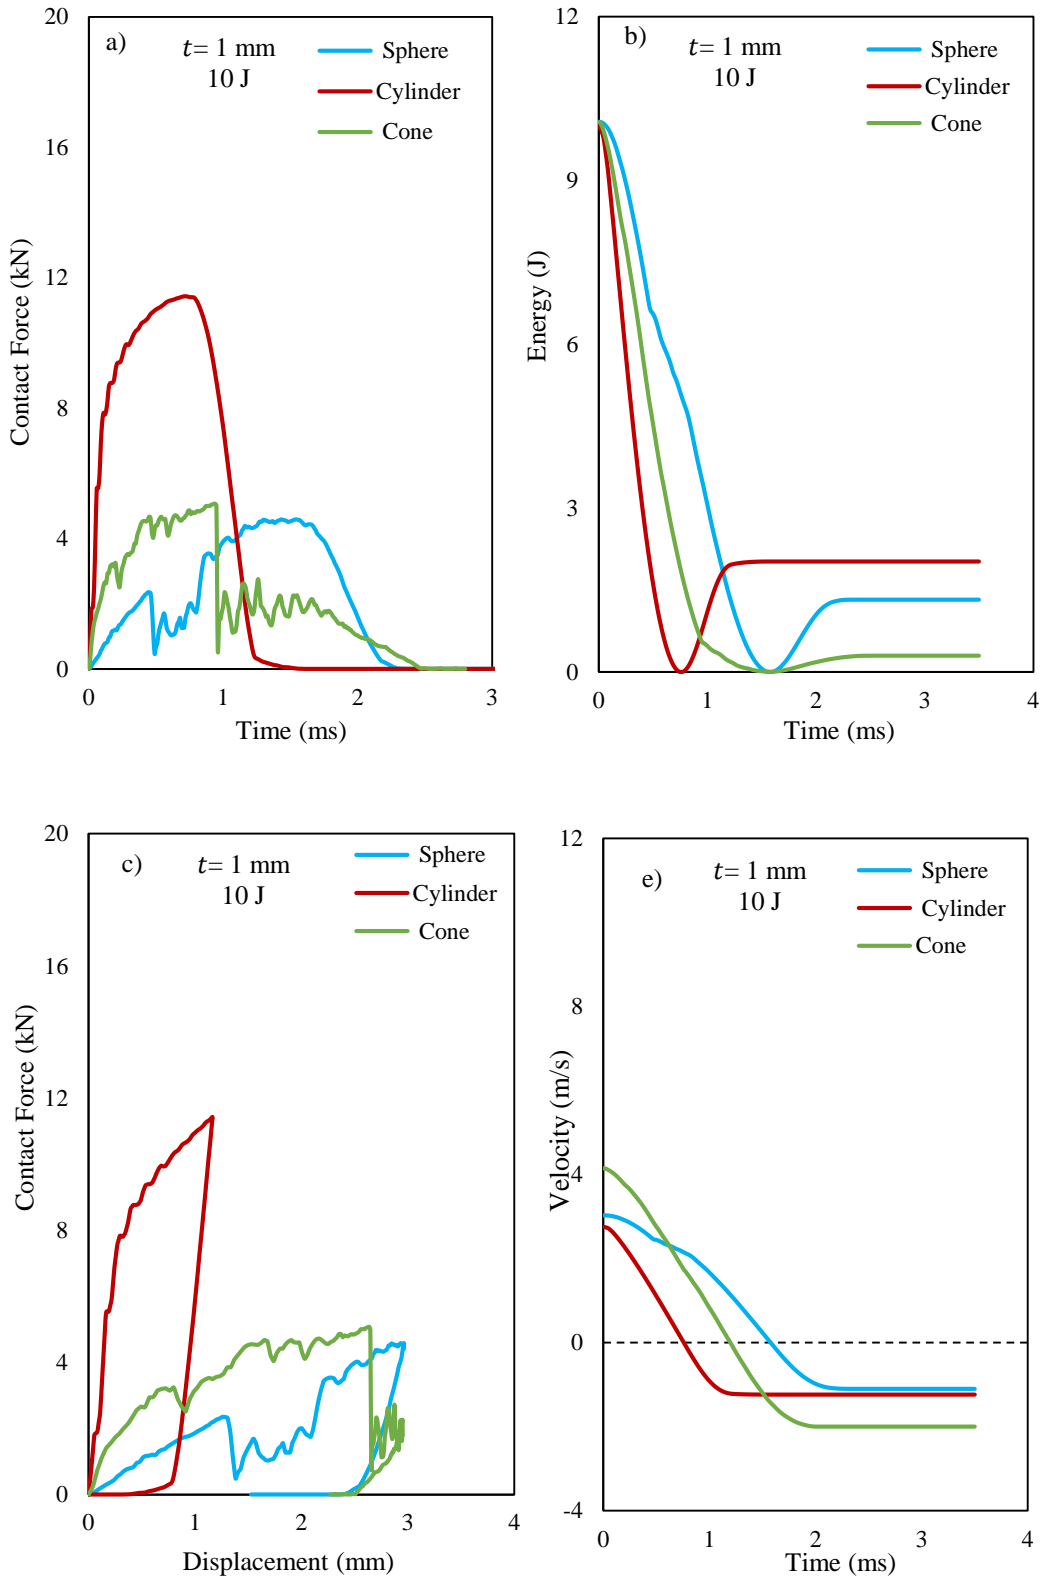 a)
t= 1 mm
10 J
Sphere
Cylinder
Cone
20
16
12
8
4
0
Contact Force (kN)
0 1 2 3
Time (ms)
b)
t= 1 mm
10 J
Sphere
Cylinder
Cone
12
9
6
3
0
Energy (J)
0 1 2 3 4
Time (ms)
c)
t= 1 mm
10 J
Sphere
Cylinder
Cone
20
16
12
8
4
0
Contact Force (kN)
0 1 2 3 4
Displacement (mm)
e)
t= 1 mm
10 J
Sphere
Cylinder
Cone
12
8
4
0
-4
Velocity (m/s)
0 1 2 3 4
Time (ms)